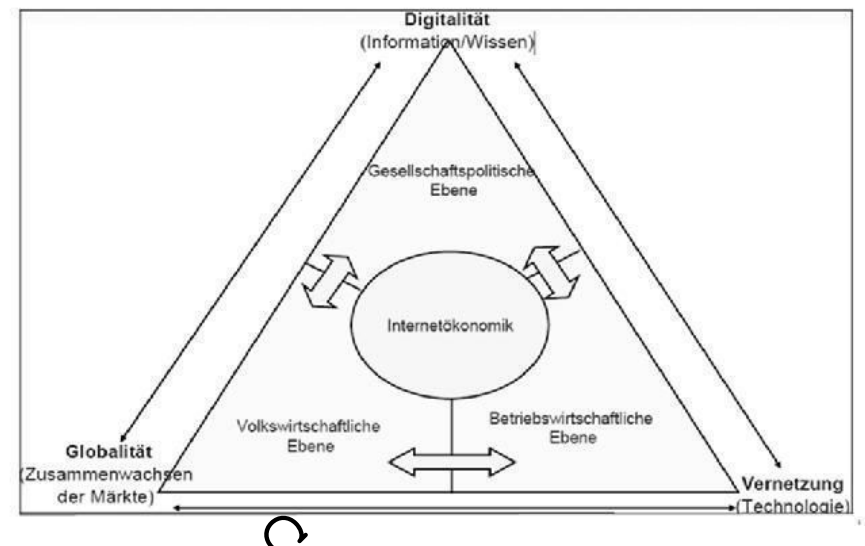 Digitalität
(Information/Wissen)
Gesellschaftspolitische
Ebene
Internetökonomik
Volkswirtschaftliche
Ebene
Betriebswirtschaftliche
Ebene
Globalität
(Zusammenwachsen
der Märkte)
Vernetzung
(Technologie)